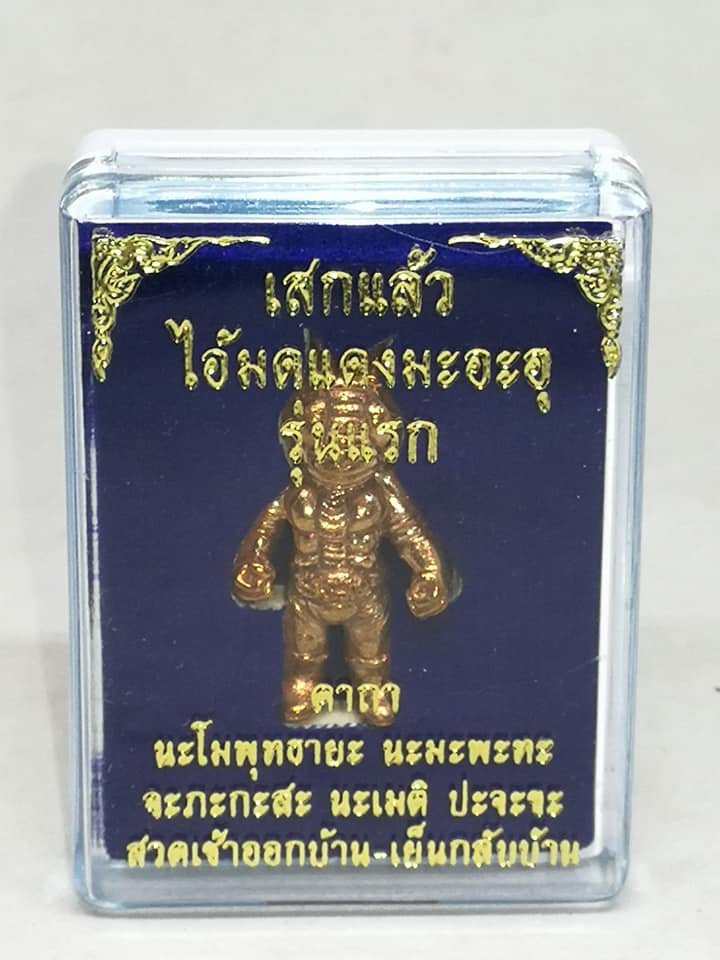 เสกแล้ว
ไอ้มดแดงมะอะอุ
รุ่นแรก
คาถา
นะโมพุทธายะ นะมะพะทะ
จะภะกะสะ นะเมติ ปะจะจะ
สวดเช้าออกบ้าน-เย็นกลับบ้าน